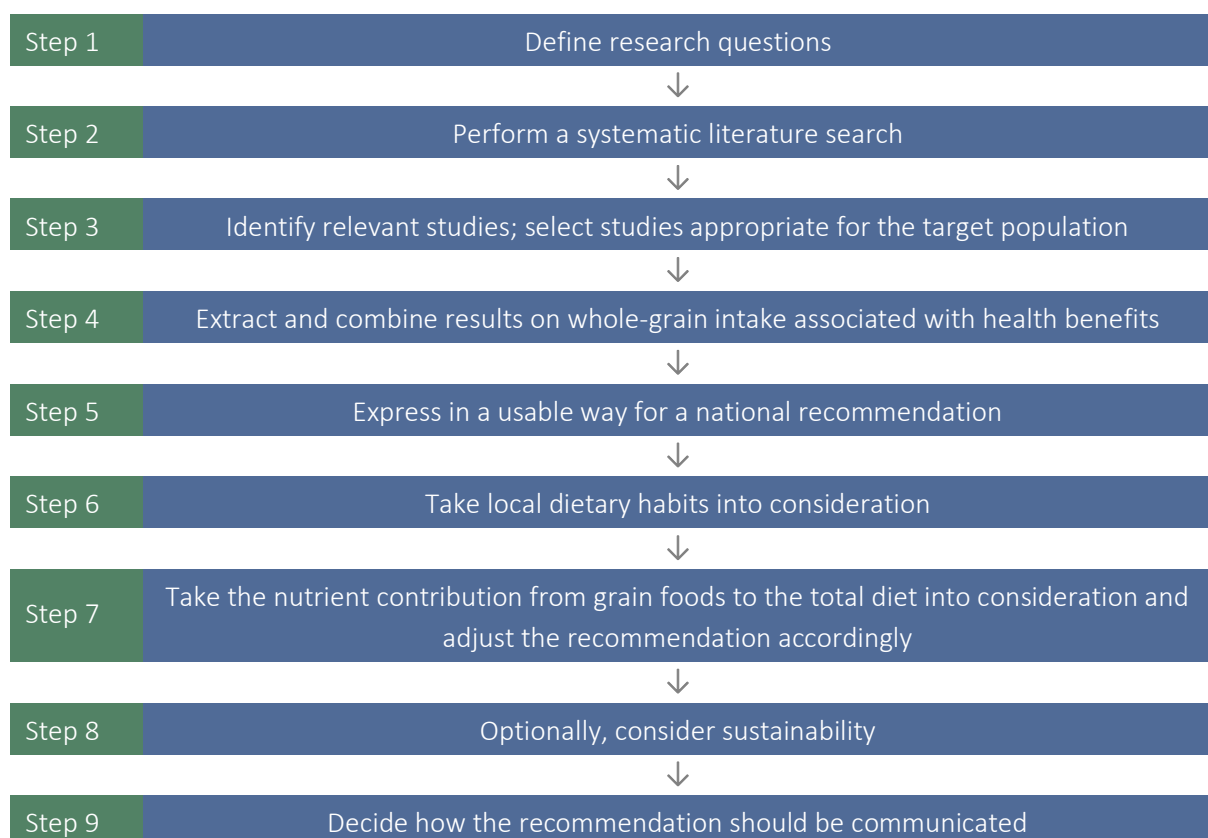 Step 1 Define research questions
↓
Step 2 Perform a systematic literature search
↓
Step 3 Identify relevant studies; select studies appropriate for the target population
↓
Step 4 Extract and combine results on whole-grain intake associated with health benefits
↓
Step 5 Express in a usable way for a national recommendation
↓
Step 6 Take local dietary habits into consideration
↓
Step 7 Take the nutrient contribution from grain foods to the total diet into consideration and
adjust the recommendation accordingly
↓
Step 8 Optionally, consider sustainability
↓
Step 9 Decide how the recommendation should be communicated